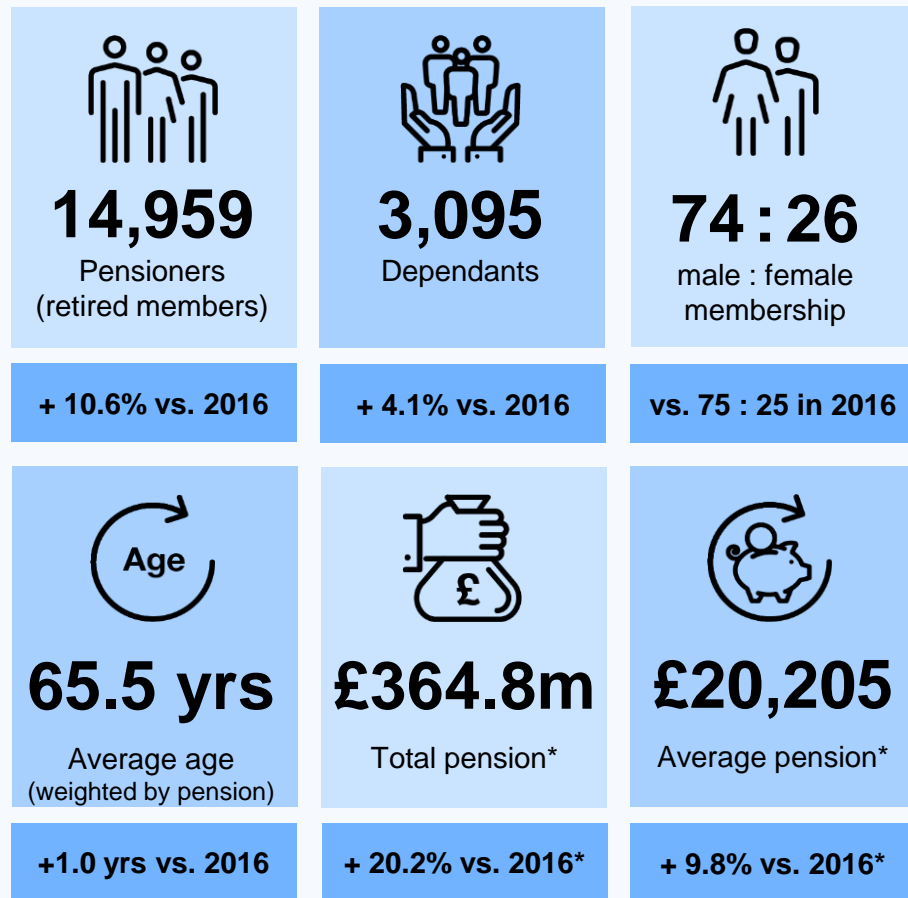 14,959
Pensioners
(retired members)
+ 10.6% vs. 2016
3,095
Dependants
+ 4.1% vs. 2016
74 : 26
male : female
membership
vs. 75 : 25 in 2016
Age
65.5 yrs
Average age
(weighted by pension)
+1.0 yrs vs. 2016
£
£364.8m
Total pension*
+ 20.2% vs. 2016*
£20,205
Average pension*
+ 9.8% vs. 2016*